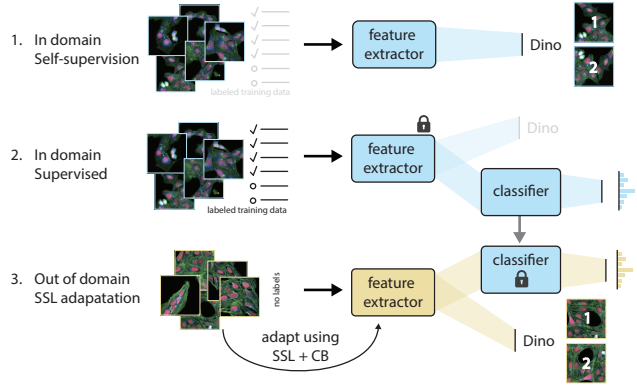 1. In domain
Self-supervision
labeled training data
feature
extractor
Dino
1
2
2. In domain
Supervised
labeled training data
feature
extractor
Dino
classifier
3. Out of domain
SSL adapatation
no labels
feature
extractor
classifier
adapt using
SSL + CB
Dino
1
2